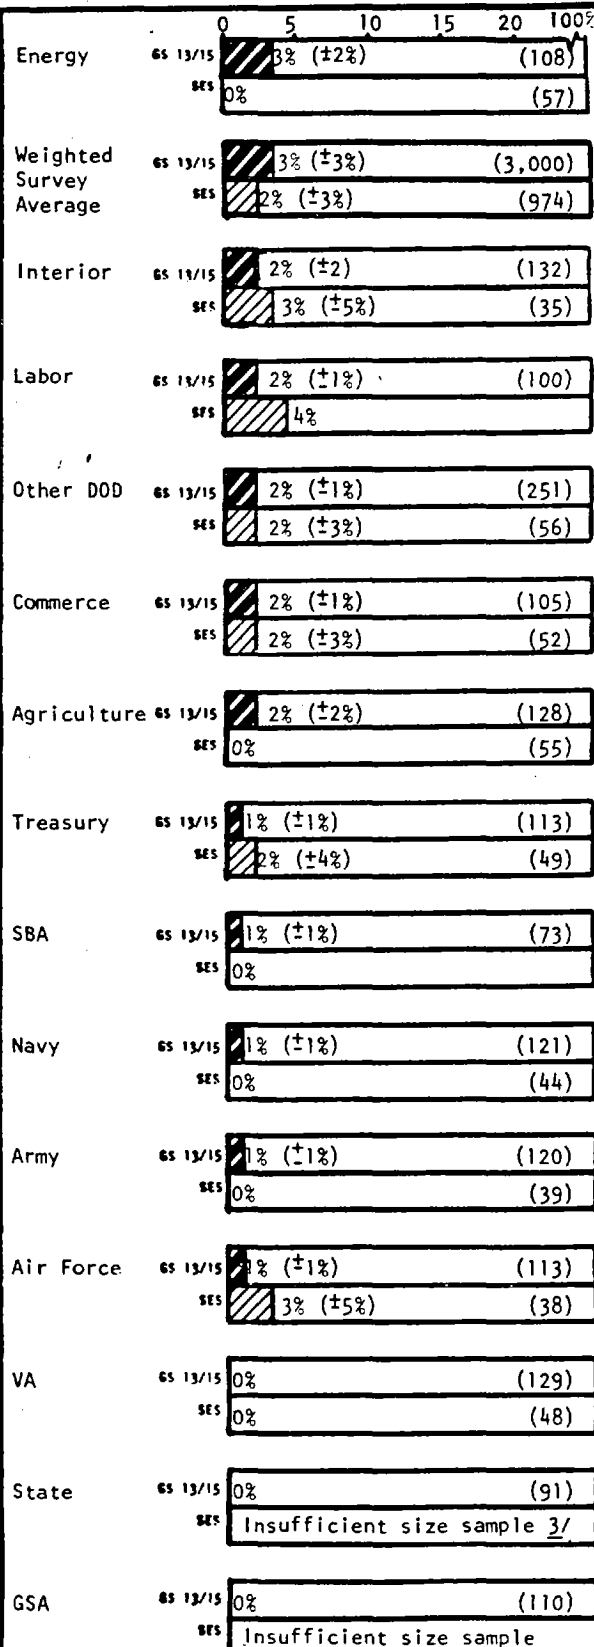 0 5 10 15 20 100%
Energy GS 13/15 3% (±2%) (108)
SES 0% (57)
Weighted Survey Average GS 13/15 3% (±3%) (3,000)
SES 2% (±3%) (974)
Interior GS 13/15 2% (±2) (132)
SES 3% (±5%) (35)
Labor GS 13/15 2% (±1%) (100)
SES 4%
Other DOD GS 13/15 2% (±1%) (251)
SES 2% (±3%) (56)
Commerce GS 13/15 2% (±1%) (105)
SES 2% (±3%) (52)
Agriculture GS 13/15 2% (±2%) (128)
SES 0% (55)
Treasury GS 13/15 1% (±1%) (113)
SES 2% (±4%) (49)
SBA GS 13/15 1% (±1%) (73)
SES 0%
Navy GS 13/15 1% (±1%) (121)
SES 0% (44)
Army GS 13/15 1% (±1%) (120)
SES 0% (39)
Air Force GS 13/15 1% (±1%) (113)
SES 3% (±5%) (38)
VA GS 13/15 0% (129)
SES 0% (48)
State GS 13/15 0% (91)
SES Insufficient size sample 3/
GSA GS 13/15 0% (110)
SES Insufficient size sample